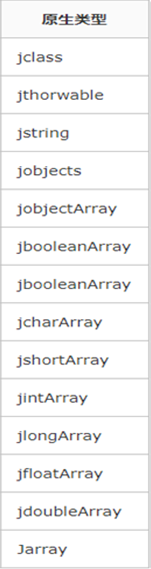 原生类型
jclass
jthorwable
jstring
jobjects
jobjectArray
jbooleanArray
jbooleanArray
jcharArray
jshortArray
jintArray
jlongArray
jfloatArray
jdoubleArray
Jarray